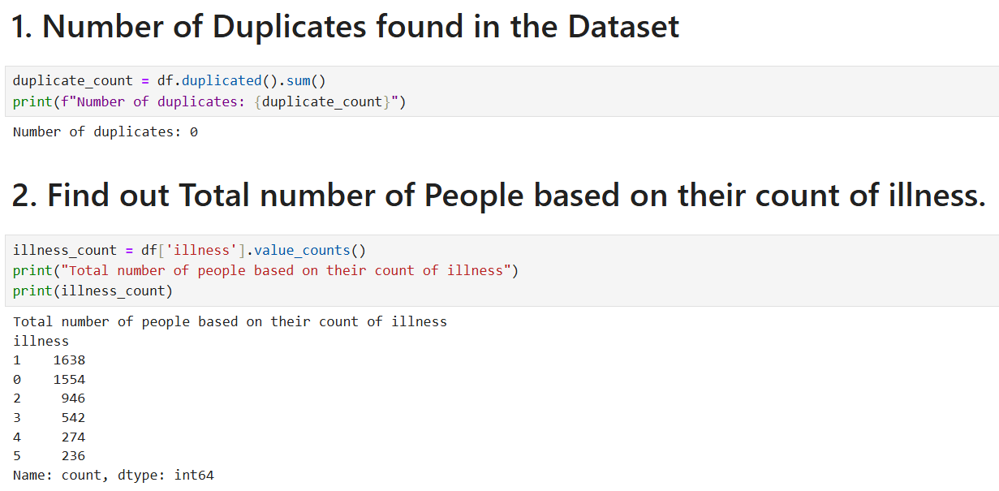 1. Number of Duplicates found in the Dataset
duplicate_count = df.duplicated().sum()
print(f"Number of duplicates: {duplicate_count}")
Number of duplicates: 0
2. Find out Total number of People based on their count of illness.
illness_count = df['illness'].value_counts()
print("Total number of people based on their count of illness")
print(illness_count)
Total number of people based on their count of illness
illness
1    1638
0    1554
2     946
3     542
4     274
5     236
Name: count, dtype: int64